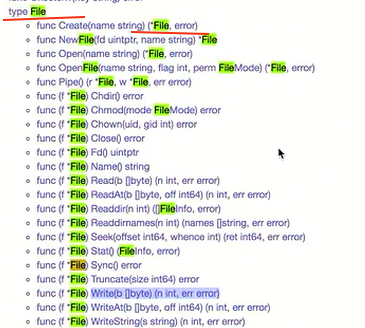 type File
func Create(name string) (*File, error)
func NewFile(fd uintptr, name string) *File
func Open(name string) (*File, error)
func OpenFile(name string, flag int, perm FileMode) (*File, error)
func Pipe() (r *File, w *File, err error)
func (f *File) Chdir() error
func (f *File) Chmod(mode FileMode) error
func (f *File) Chown(uid, gid int) error
func (f *File) Close() error
func (f *File) Fd() uintptr
func (f *File) Name() string
func (f *File) Read(b []byte) (n int, err error)
func (f *File) ReadAt(b []byte, off int64) (n int, err error)
func (f *File) Readdir(n int) ([]FileInfo, error)
func (f *File) Readdirnames(n int) (names []string, err error)
func (f *File) Seek(offset int64, whence int) (ret int64, err error)
func (f *File) Stat() (FileInfo, error)
func (f *File) Sync() error
func (f *File) Truncate(size int64) error
func (f *File) Write(b []byte) (n int, err error)
func (f *File) WriteAt(b []byte, off int64) (n int, err error)
func (f *File) WriteString(s string) (n int, err error)